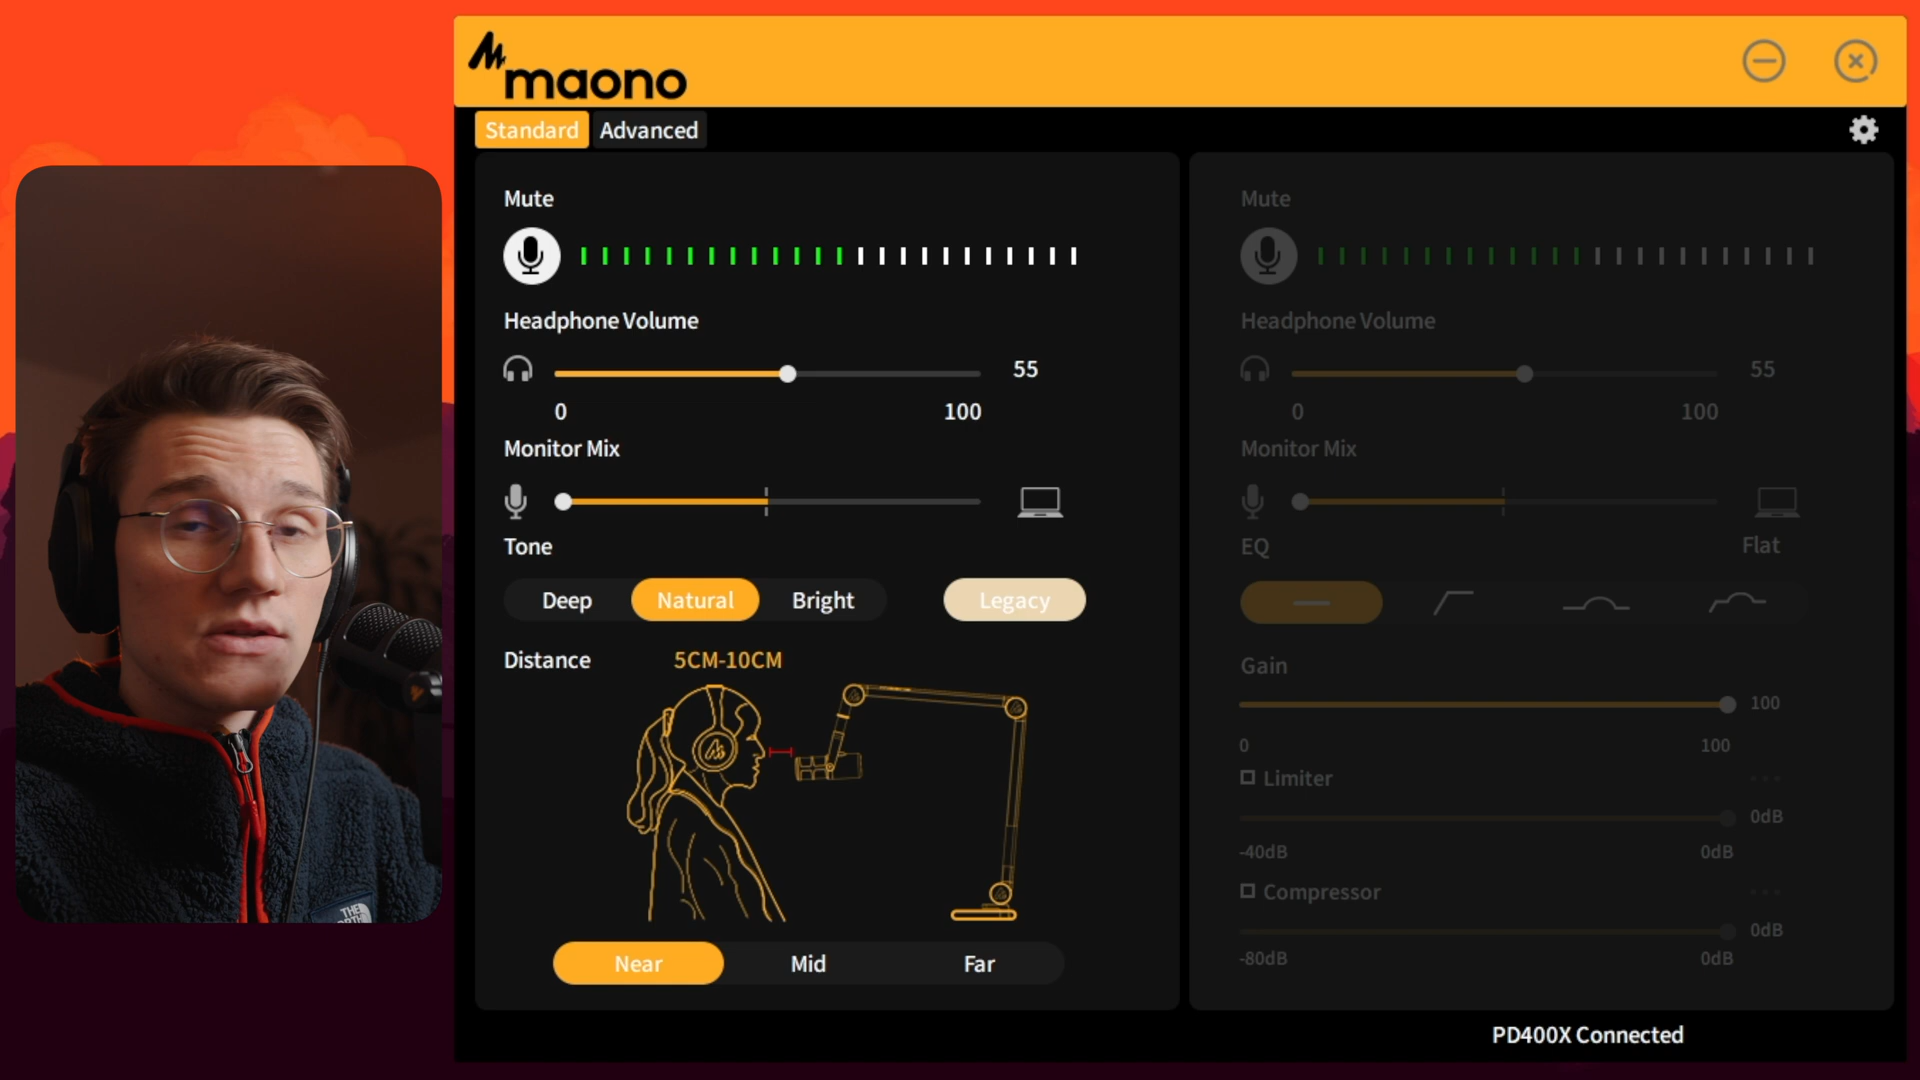 maono
Standard Advanced
Mute
Headphone Volume
55
0 100
Monitor Mix
Tone
Deep Natural Bright Legacy
Distance 5CM-10CM
Near Mid Far
Mute
Headphone Volume
55
0 100
Monitor Mix
EQ Flat
Gain
100
0 100
Limiter ---
0dB
-40dB 0dB
Compressor ---
0dB
-80dB 0dB
PD400X Connected
THE
NORTH